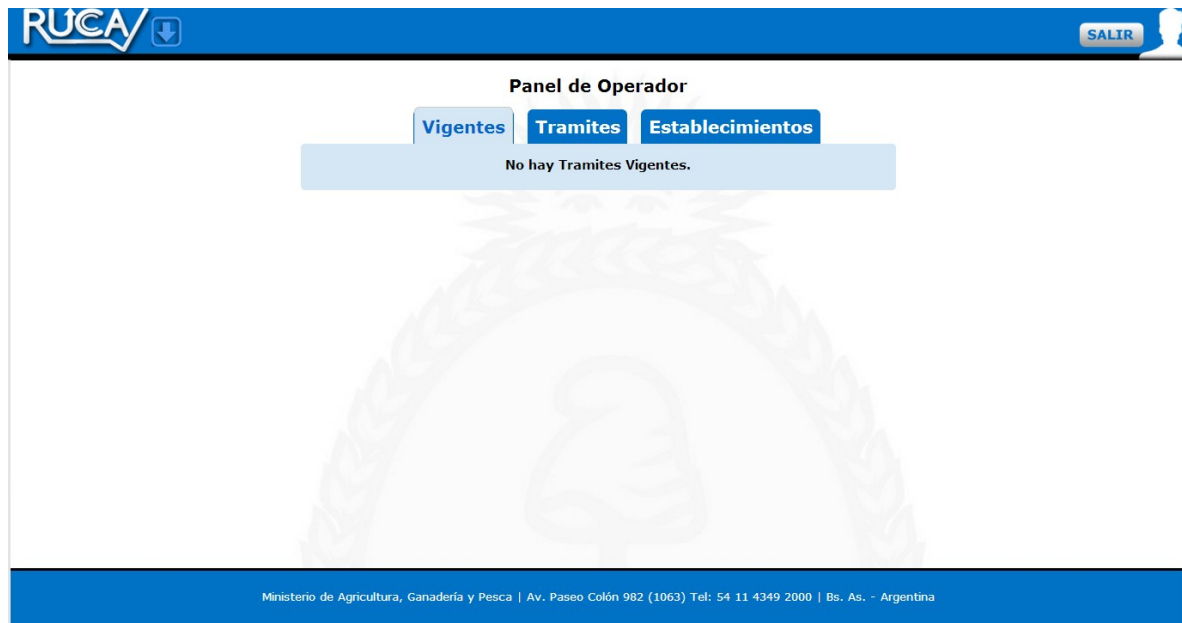 RUCA
SALIR
Panel de Operador
Vigentes Tramites Establecimientos
No hay Tramites Vigentes.
Ministerio de Agricultura, Ganadería y Pesca | Av. Paseo Colón 982 (1063) Tel: 54 11 4349 2000 | Bs. As. - Argentina